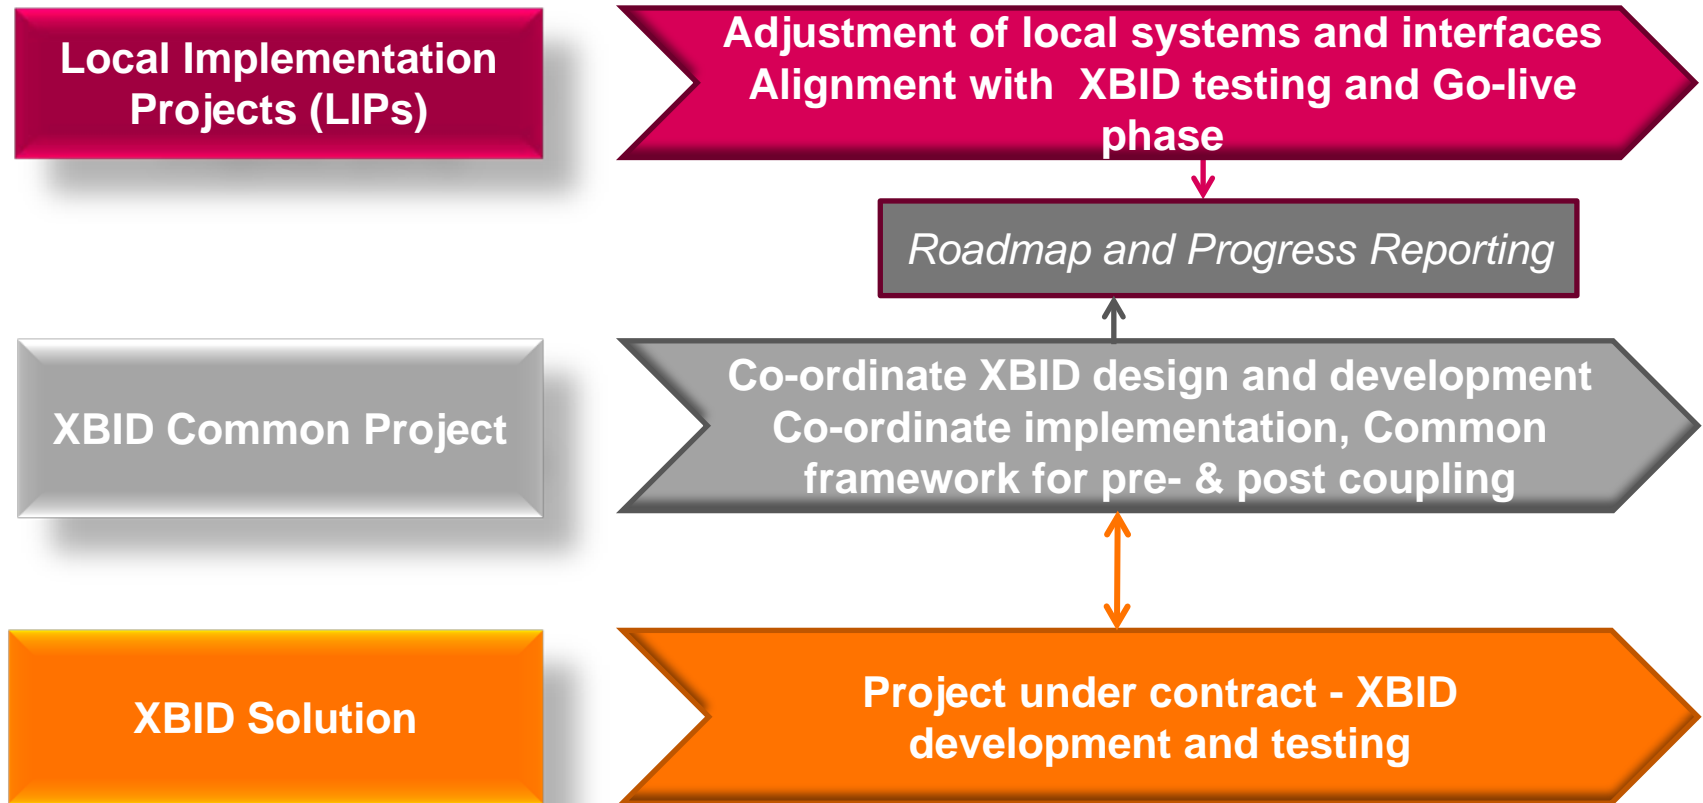 Local Implementation
Projects (LIPs)
Adjustment of local systems and interfaces
Alignment with  XBID testing and Go-live
phase
Roadmap and Progress Reporting
XBID Common Project
Co-ordinate XBID design and development
Co-ordinate implementation, Common
framework for pre- & post coupling
XBID Solution
Project under contract - XBID
development and testing